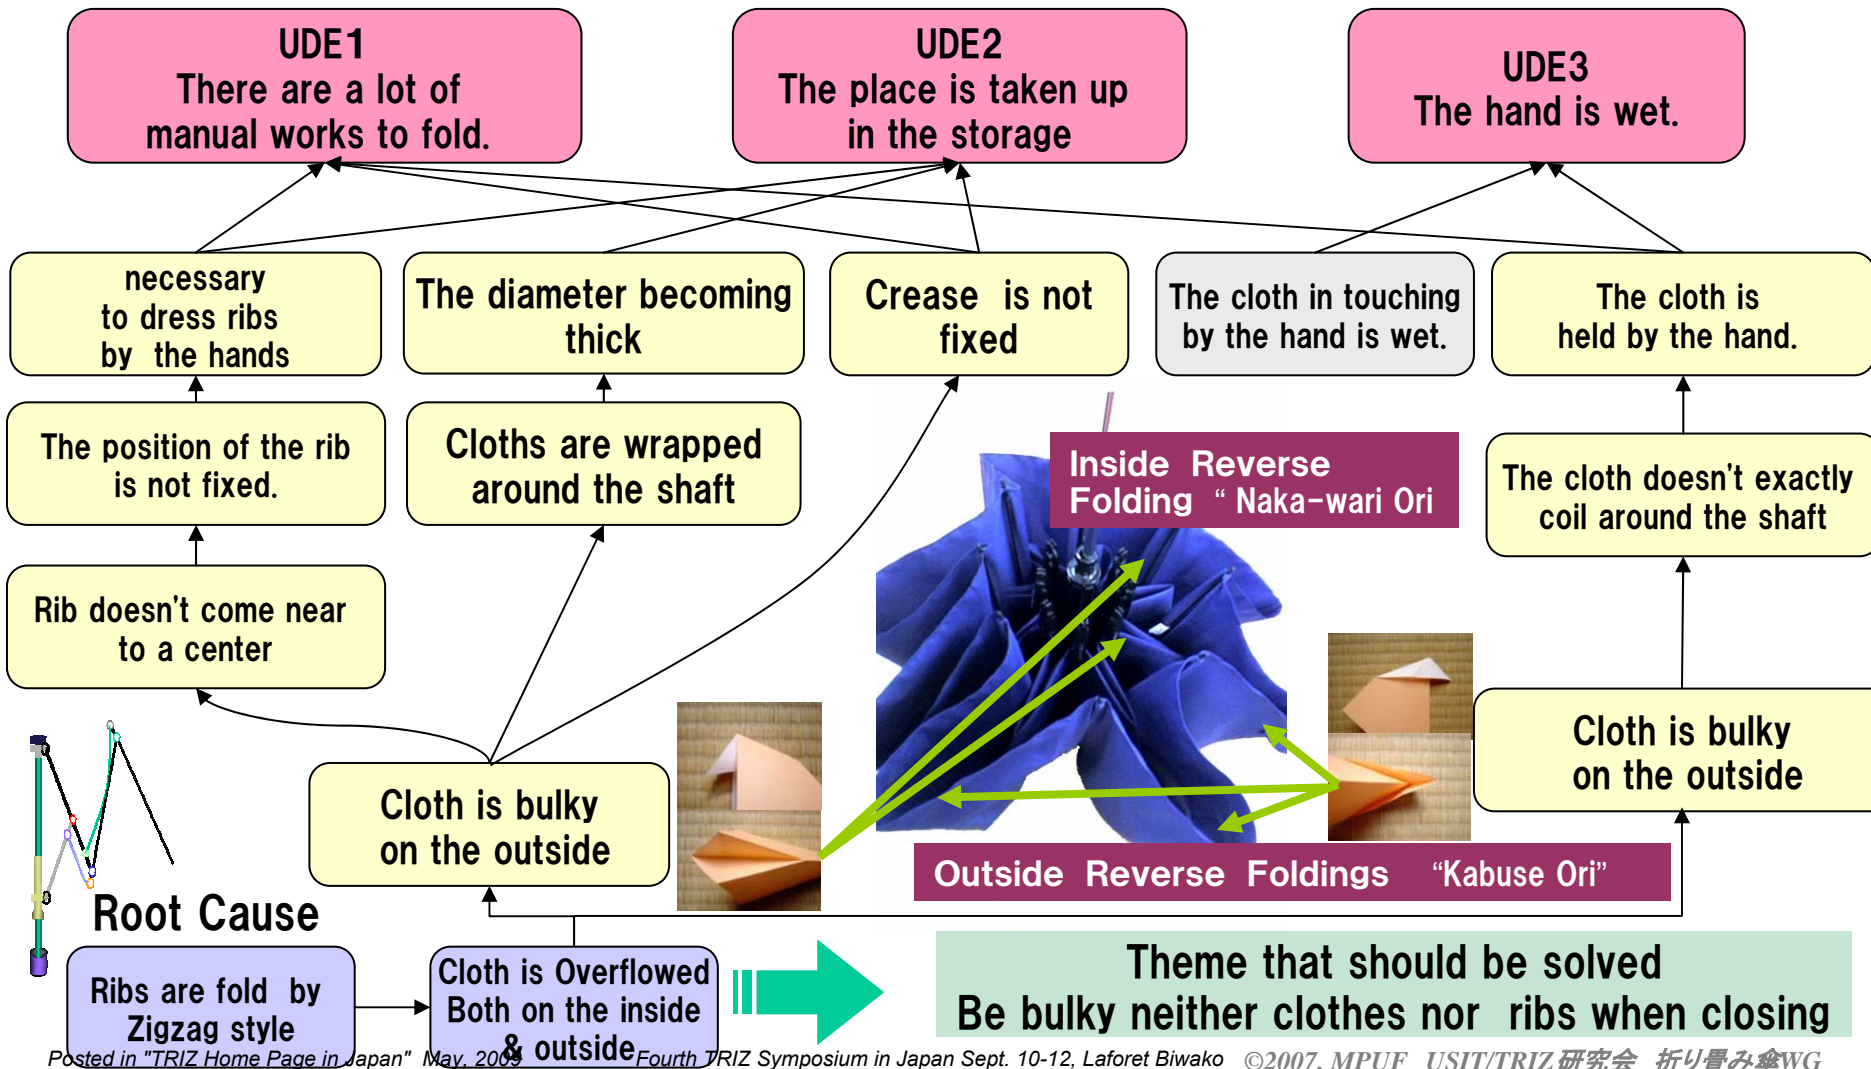 UDE1
There are a lot of
manual works to fold.
UDE2
The place is taken up
in the storage
UDE3
The hand is wet.
necessary
to dress ribs
by the hands
The diameter becoming
thick
Crease is not
fixed
The cloth in touching
by the hand is wet.
The cloth is
held by the hand.
The position of the rib
is not fixed.
Cloths are wrapped
around the shaft
Inside Reverse
Folding “ Naka-wari Ori
The cloth doesn't exactly
coil around the shaft
Rib doesn't come near
to a center
Cloth is bulky
on the outside
Cloth is bulky
on the outside
Outside Reverse Foldings “Kabuse Ori”
Root Cause
Ribs are fold by
Zigzag style
Cloth is Overflowed
Both on the inside
& outside
Theme that should be solved
Be bulky neither clothes nor ribs when closing
Posted in "TRIZ Home Page in Japan" May, 2009 Fourth TRIZ Symposium in Japan Sept. 10-12, Laforet Biwako ©2007, MPUF USIT/TRIZ研究会 折り畳み傘WG